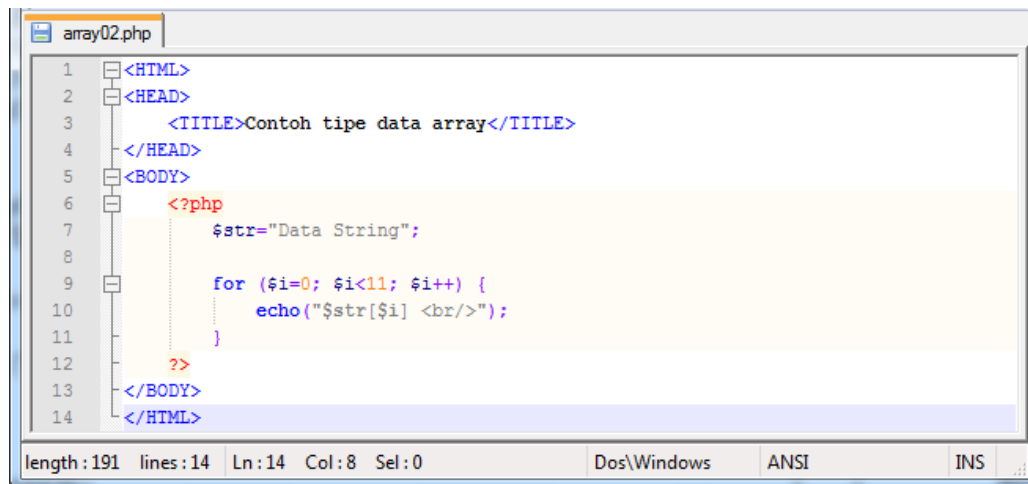 array02.php
1 <HTML>
2 <HEAD>
3 <TITLE>Contoh tipe data array</TITLE>
4 </HEAD>
5 <BODY>
6 <?php
7 $str="Data String";
8
9 for ($i=0; $i<11; $i++) {
10 echo("$str[$i] <br/>");
11 }
12 ?>
13 </BODY>
14 </HTML>
length : 191 lines : 14 Ln : 14 Col : 8 Sel : 0 Dos\Windows ANSI INS